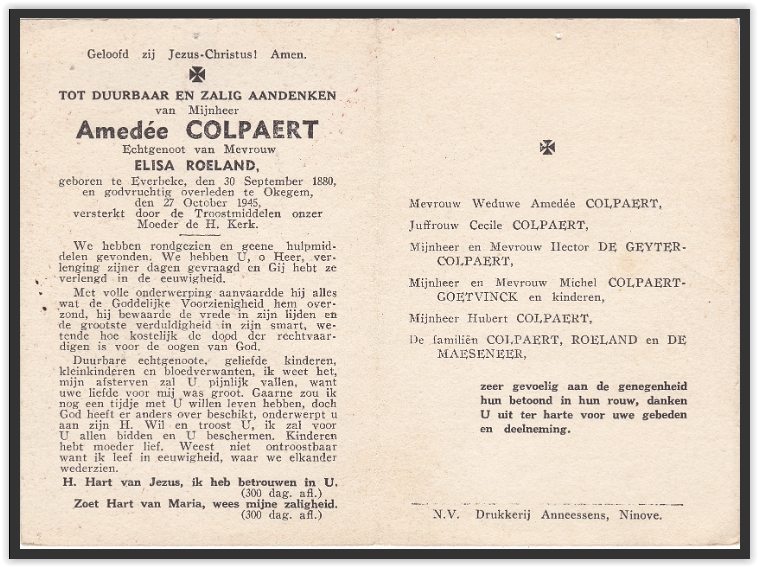 Geloofd zij Jezus-Christus! Amen.
TOT DUURBAAR EN ZALIG AANDENKEN
van Mijnheer
Amedée COLPAERT
Echtgenoot van Mevrouw
ELISA ROELAND,
geboren te Everbeke, den 30 September 1880,
en godvruchtig overleden te Okegem,
den 27 October 1945,
versterkt door de Troostmiddelen onzer
Moeder de H. Kerk.
We hebben rondgezien en geene hulpmid-
delen gevonden. We hebben U, o Heer, ver-
lenging zijner dagen gevraagd en Gij hebt ze
verlengd in de eeuwigheid.
Met volle onderwerping aanvaardde hij alles
wat de Goddelijke Voorzienigheid hem over-
zond, hij bewaarde de vrede in zijn lijden en
de grootste verduldigheid in zijn smart, we-
tende hoe kostelijk de dopd der rechtvaar-
digen is voor de oogen van God.
Duurbare echtgenoote, geliefde kinderen,
kleinkinderen en bloedverwanten, ik weet het,
mijn afsterven zal U pijnlijk vallen, want
uwe liefde voor mij was groot. Gaarne zou ik
nog een tijdje met U willen leven hebben, doch
God heeft er anders over beschikt, onderwerpt u
aan zijn H. Wil en troost U, ik zal voor
U allen bidden en U beschermen. Kinderen
hebt moeder lief. Weest niet ontroostbaar
want ik leef in eeuwigheid, waar we elkander
wederzien.
H. Hart van Jezus, ik heb betrouwen in U.
(300 dag. afl.)
Zoet Hart van Maria, wees mijne zaligheid.
(300 dag. afl.)
Mevrouw Weduwe Amedée COLPAERT,
Juffrouw Cecile COLPAERT,
Mijnheer en Mevrouw Hector DE GEYTER-
COLPAERT,
Mijnheer en Mevrouw Michel COLPAERT-
GOETVINCK en kinderen,
Mijnheer Hubert COLPAERT,
De familiën COLPAERT, ROELAND en DE
MAESENEER,
zeer gevoelig aan de genegenheid
hun betoond in hun rouw, danken
U uit ter harte voor uwe gebeden
en deelneming.
N.V. Drukkerij Anneessens, Ninove.